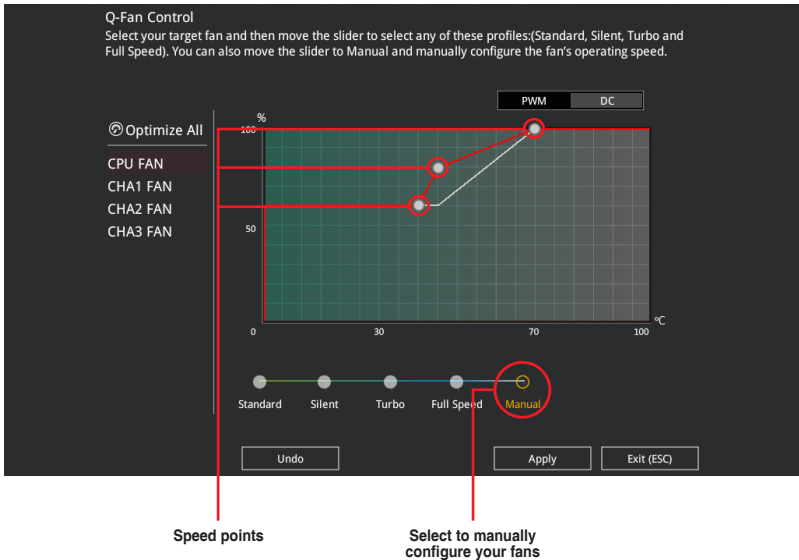 Q-Fan Control
Select your target fan and then move the slider to select any of these profiles:(Standard, Silent, Turbo and
Full Speed). You can also move the slider to Manual and manually configure the fan's operating speed.
PWM DC
Optimize All
CPU FAN
CHA1 FAN
CHA2 FAN
CHA3 FAN
%
100
50
0 30 70 100
ºC
Standard Silent Turbo Full Speed Manual
Undo Apply Exit (ESC)
Speed points
Select to manually
configure your fans